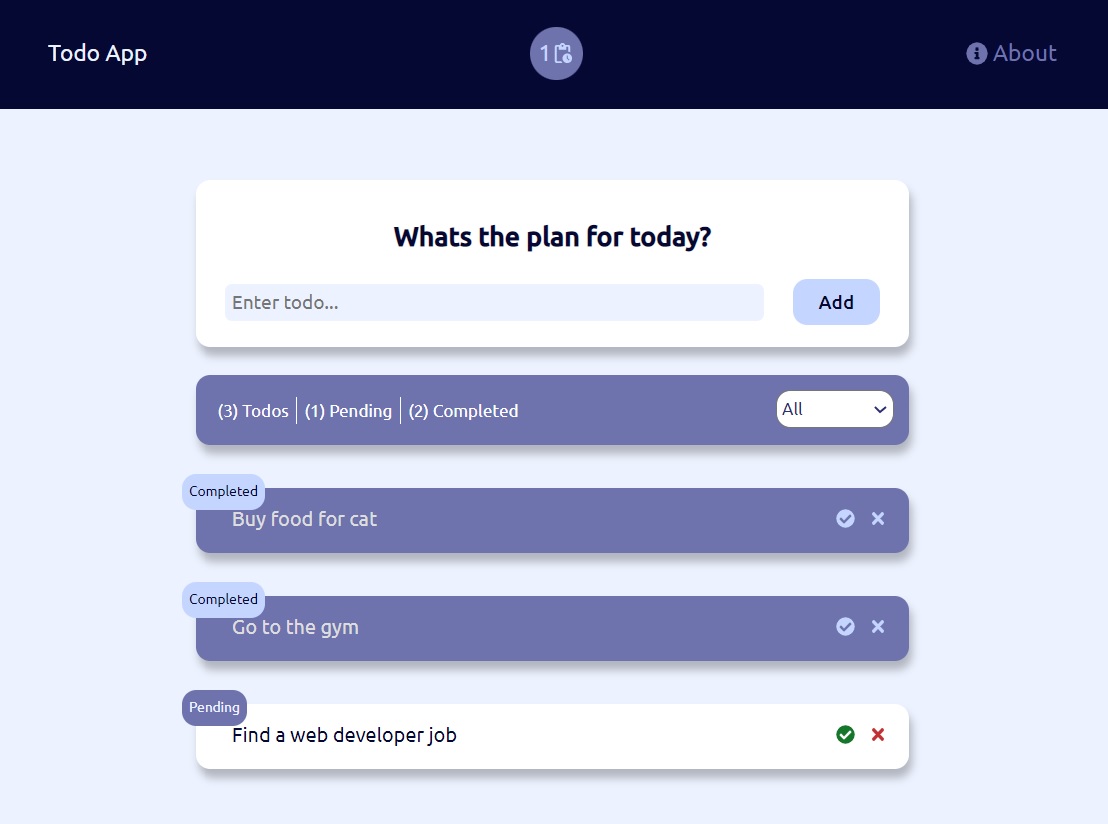 Todo App
1
About
Whats the plan for today?
Enter todo...
Add
(3) Todos
(1) Pending
(2) Completed
All
Completed
Buy food for cat
Completed
Go to the gym
Pending
Find a web developer job